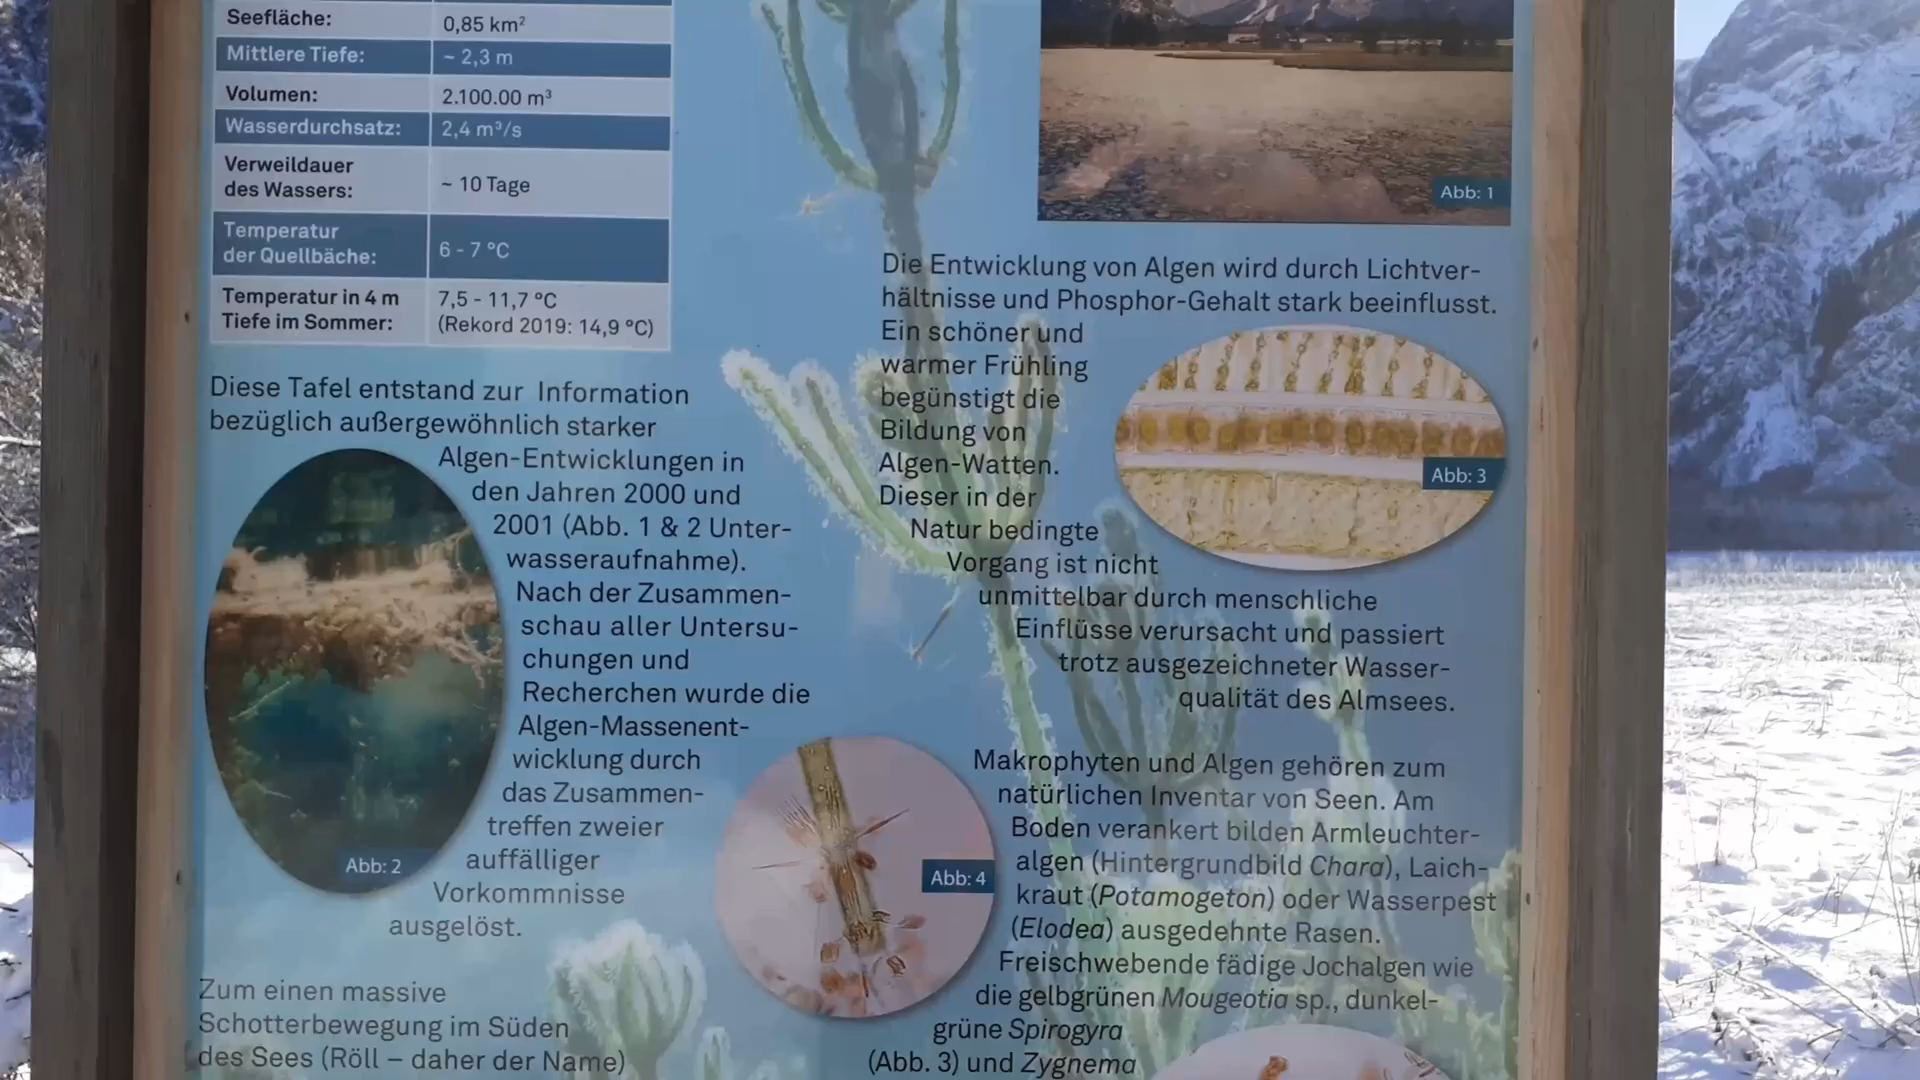 Seefläche: 0,85 km²
Mittlere Tiefe: ~ 2,3 m
Volumen: 2.100.00 m³
Wasserdurchsatz: 2,4 m³/s
Verweildauer
des Wassers: ~ 10 Tage
Temperatur
der Quellbäche: 6 - 7 °C
Temperatur in 4 m
Tiefe im Sommer:
7,5 - 11,7 °C
(Rekord 2019: 14,9 °C)
Diese Tafel entstand zur Information
bezüglich außergewöhnlich starker
Algen-Entwicklungen in
den Jahren 2000 und
2001 (Abb. 1 & 2 Unter-
wasseraufnahme).
Nach der Zusammen-
schau aller Untersu-
chungen und
Recherchen wurde die
Algen-Massenent-
wicklung durch
das Zusammen-
treffen zweier
auffälliger
Vorkommnisse
ausgelöst.
Abb: 2
Zum einen massive
Schotterbewegung im Süden
des Sees (Röll – daher der Name)
Abb: 1
Die Entwicklung von Algen wird durch Lichtver-
hältnisse und Phosphor-Gehalt stark beeinflusst.
Ein schöner und
warmer Frühling
begünstigt die
Bildung von
Algen-Watten.
Dieser in der
Natur bedingte
Vorgang ist nicht
unmittelbar durch menschliche
Einflüsse verursacht und passiert
trotz ausgezeichneter Wasser-
qualität des Almsees.
Abb: 3
Makrophyten und Algen gehören zum
natürlichen Inventar von Seen. Am
Boden verankert bilden Armleuchter-
algen (Hintergrundbild Chara), Laich-
kraut (Potamogeton) oder Wasserpest
(Elodea) ausgedehnte Rasen.
Freischwebende fädige Jochalgen wie
die gelbgrünen Mougeotia sp., dunkel-
grüne Spirogyra
(Abb. 3) und Zygnema
Abb: 4